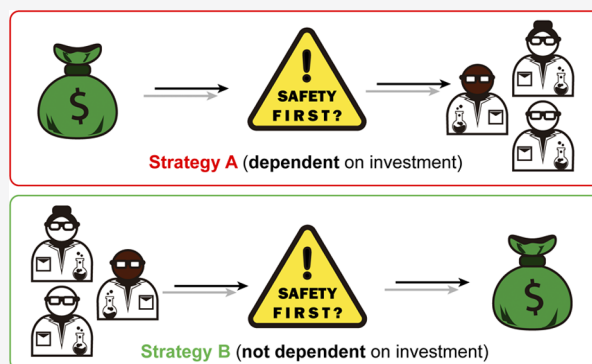 $
!
SAFETY
FIRST?
Strategy A (dependent on investment)
!
SAFETY
FIRST?
$
Strategy B (not dependent on investment)